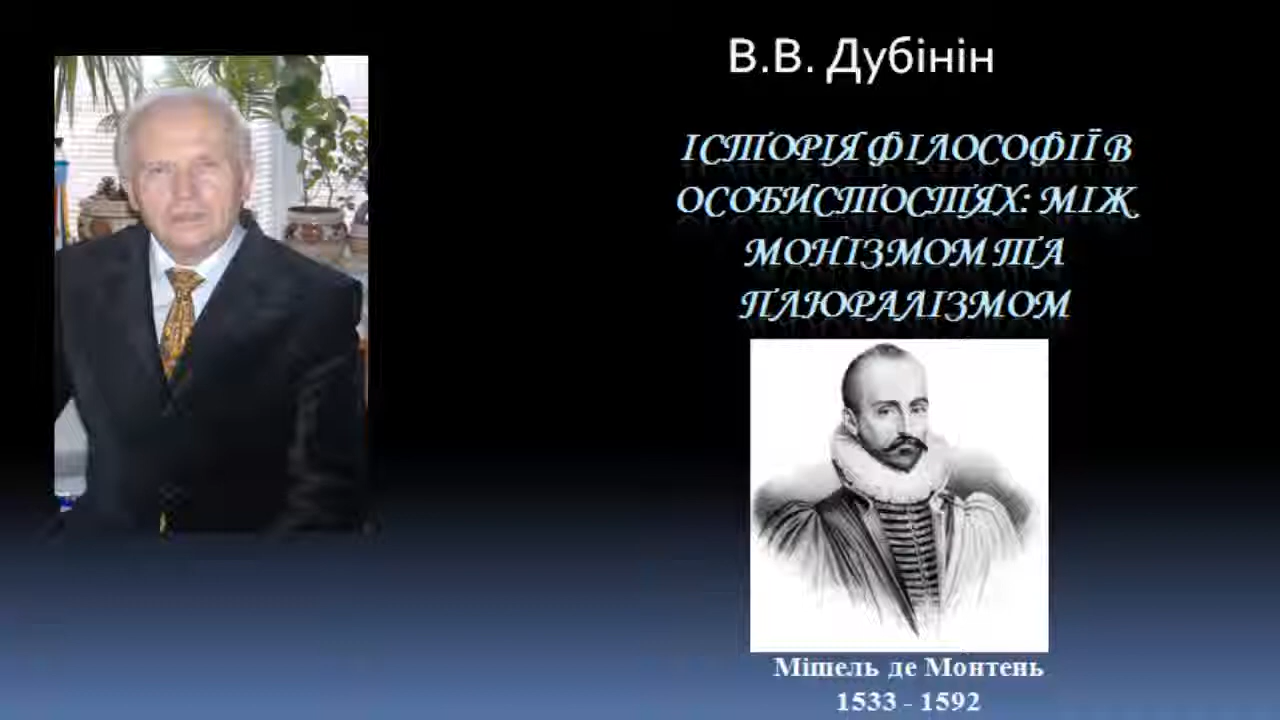 В.В. Дубінін
ІСТОРІЯ ФІЛОСОФІЇ В
ОСОБИСТОСТЯХ: МІЖ
МОНІЗМОМ ТА
ПЛЮРАЛІЗМОМ
Мішель де Монтень
1533 - 1592